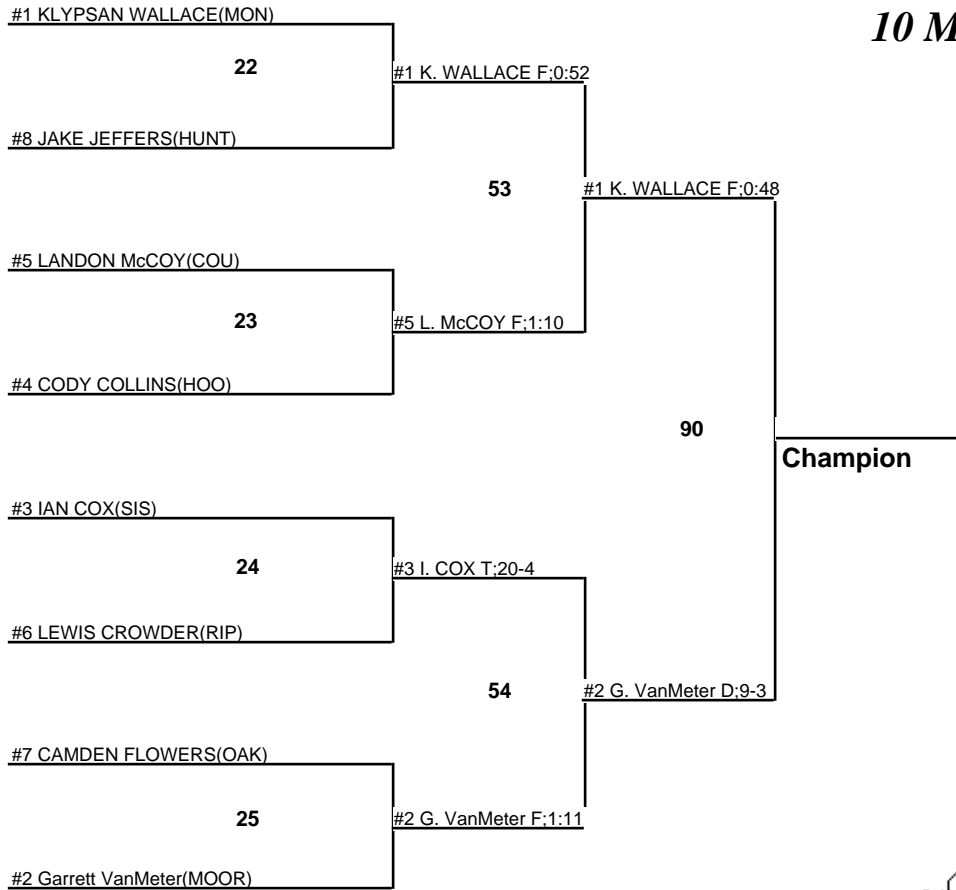 #1 KLYPSAN WALLACE(MON)
10 M
22
#1 K. WALLACE F;0:52
#8 JAKE JEFFERS(HUNT)
53
#1 K. WALLACE F;0:48
#5 LANDON McCOY(COU)
23
#5 L. McCOY F;1:10
#4 CODY COLLINS(HOO)
90
Champion
#3 IAN COX(SIS)
24
#3 I. COX T;20-4
#6 LEWIS CROWDER(RIP)
54
#2 G. VanMeter D;9-3
#7 CAMDEN FLOWERS(OAK)
25
#2 G. VanMeter F;1:11
#2 Garrett VanMeter(MOOR)